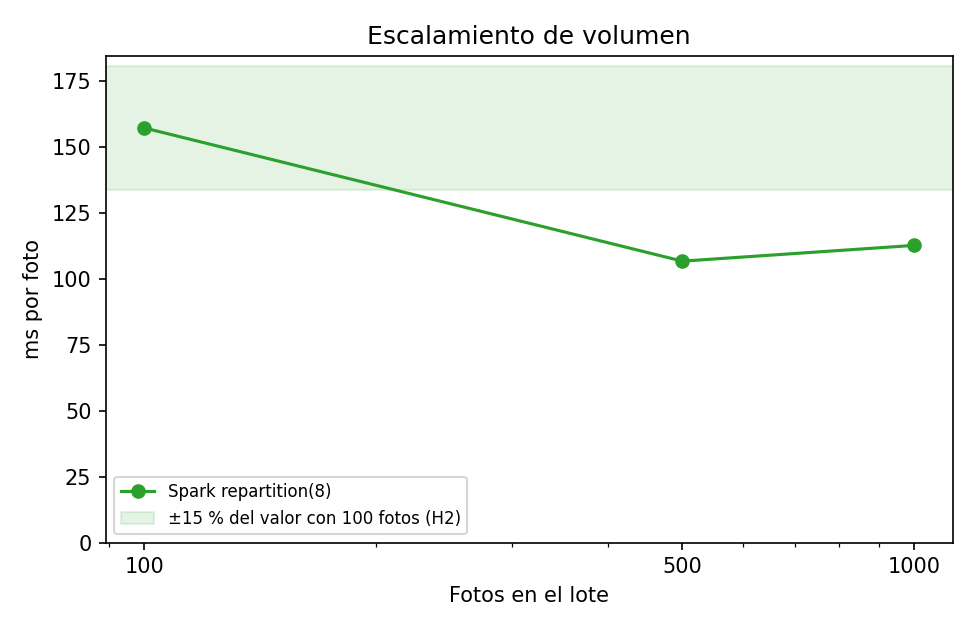 Escalamiento de volumen
ms por foto
175
150
125
100
75
50
25
0
Spark repartition(8)
±15 % del valor con 100 fotos (H2)
100
500
1000
Fotos en el lote